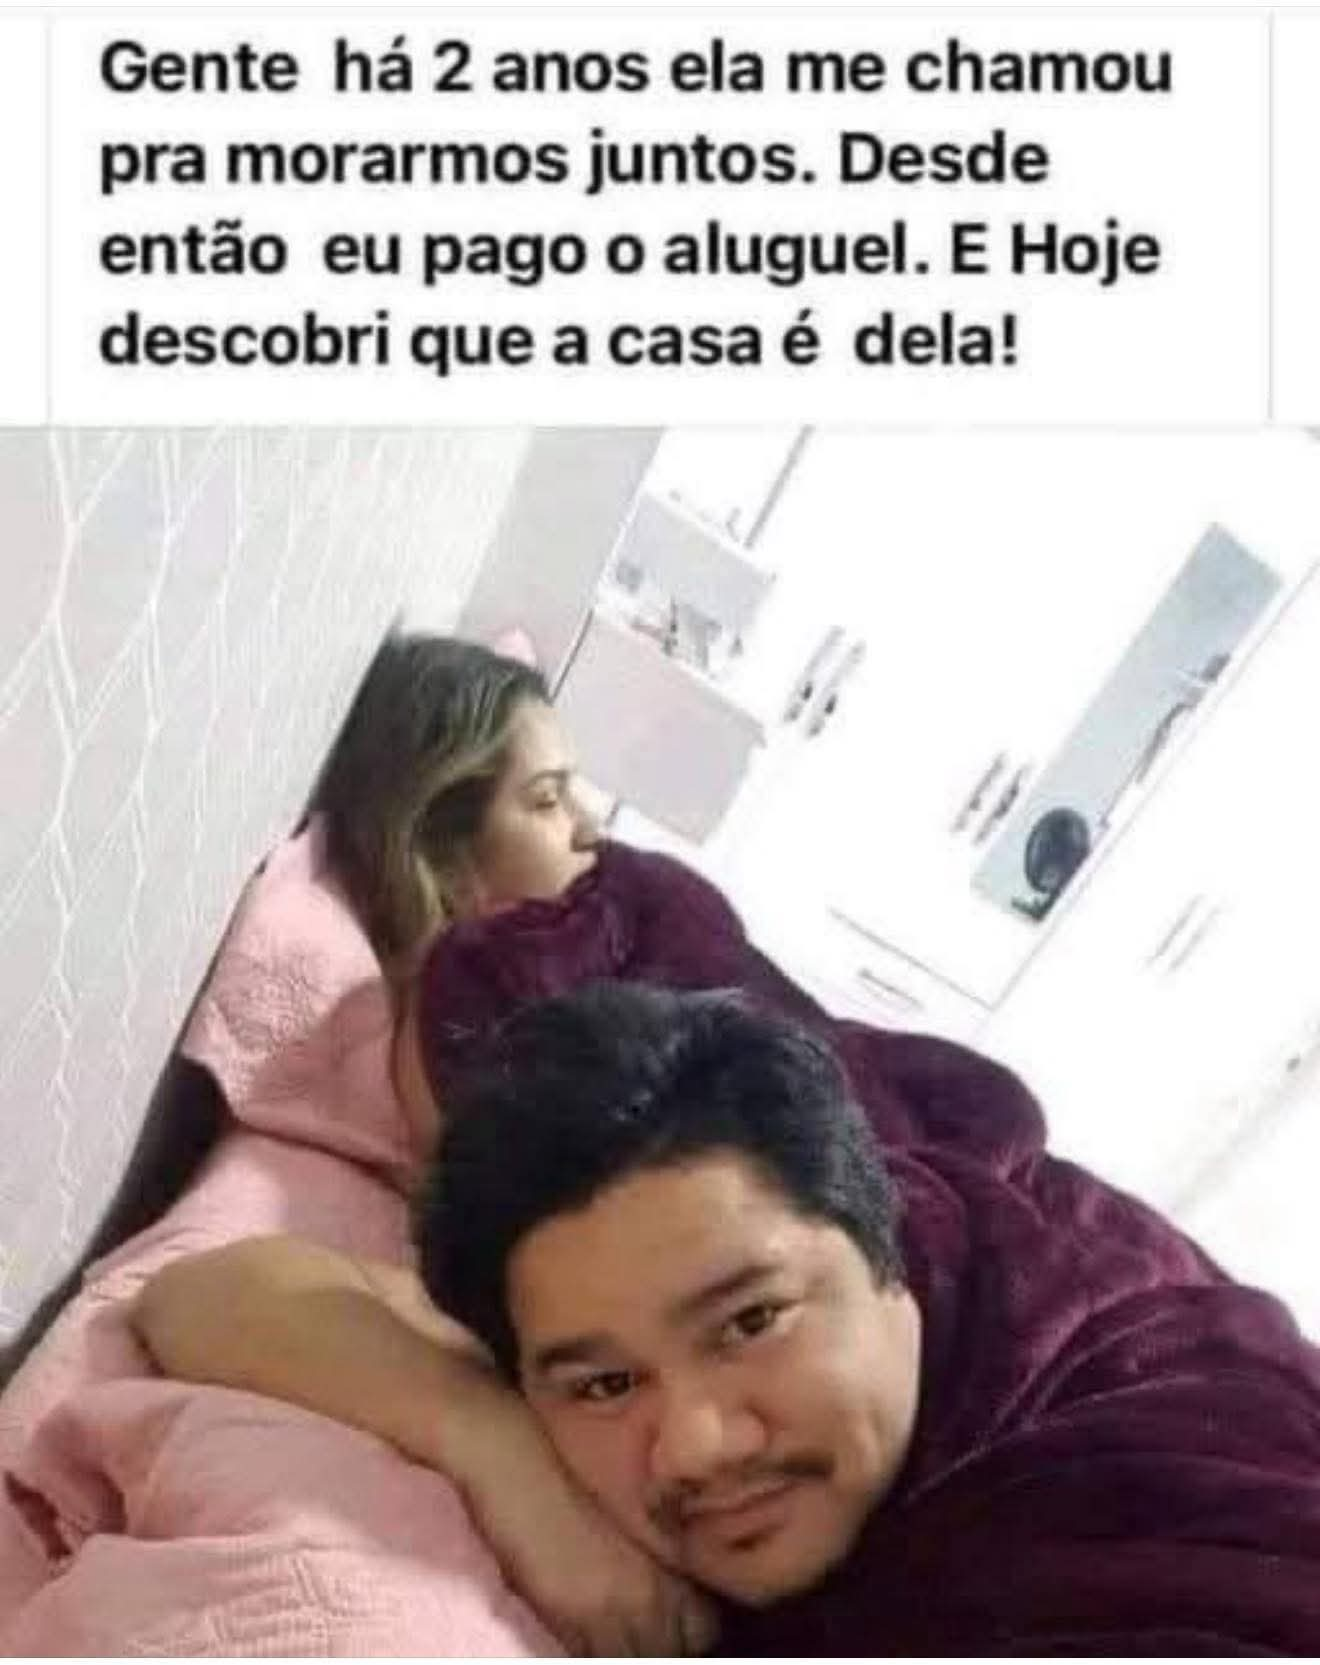 Gente há 2 anos ela me chamou
pra morarmos juntos. Desde
então eu pago o aluguel. E Hoje
descobri que a casa é dela!